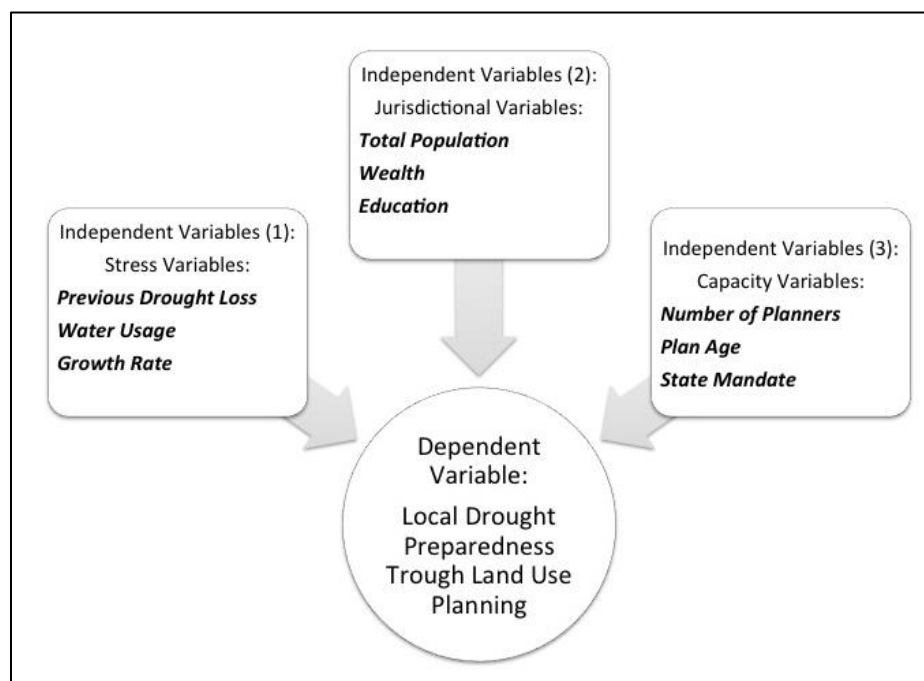 Independent Variables (1):
Stress Variables:
Previous Drought Loss
Water Usage
Growth Rate
Independent Variables (2):
Jurisdictional Variables:
Total Population
Wealth
Education
Independent Variables (3):
Capacity Variables:
Number of Planners
Plan Age
State Mandate
Dependent
Variable:
Local Drought
Preparedness
Trough Land Use
Planning